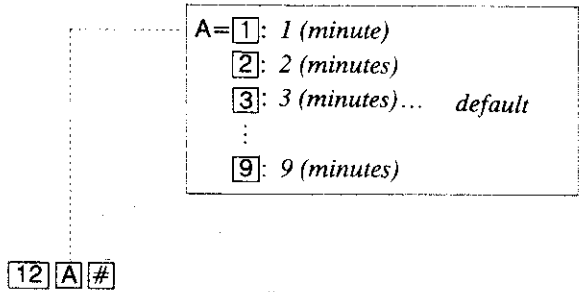 A=1: 1 (minute)
2: 2 (minutes)
3: 3 (minutes)... default
⋮
9: 9 (minutes)
12 A #